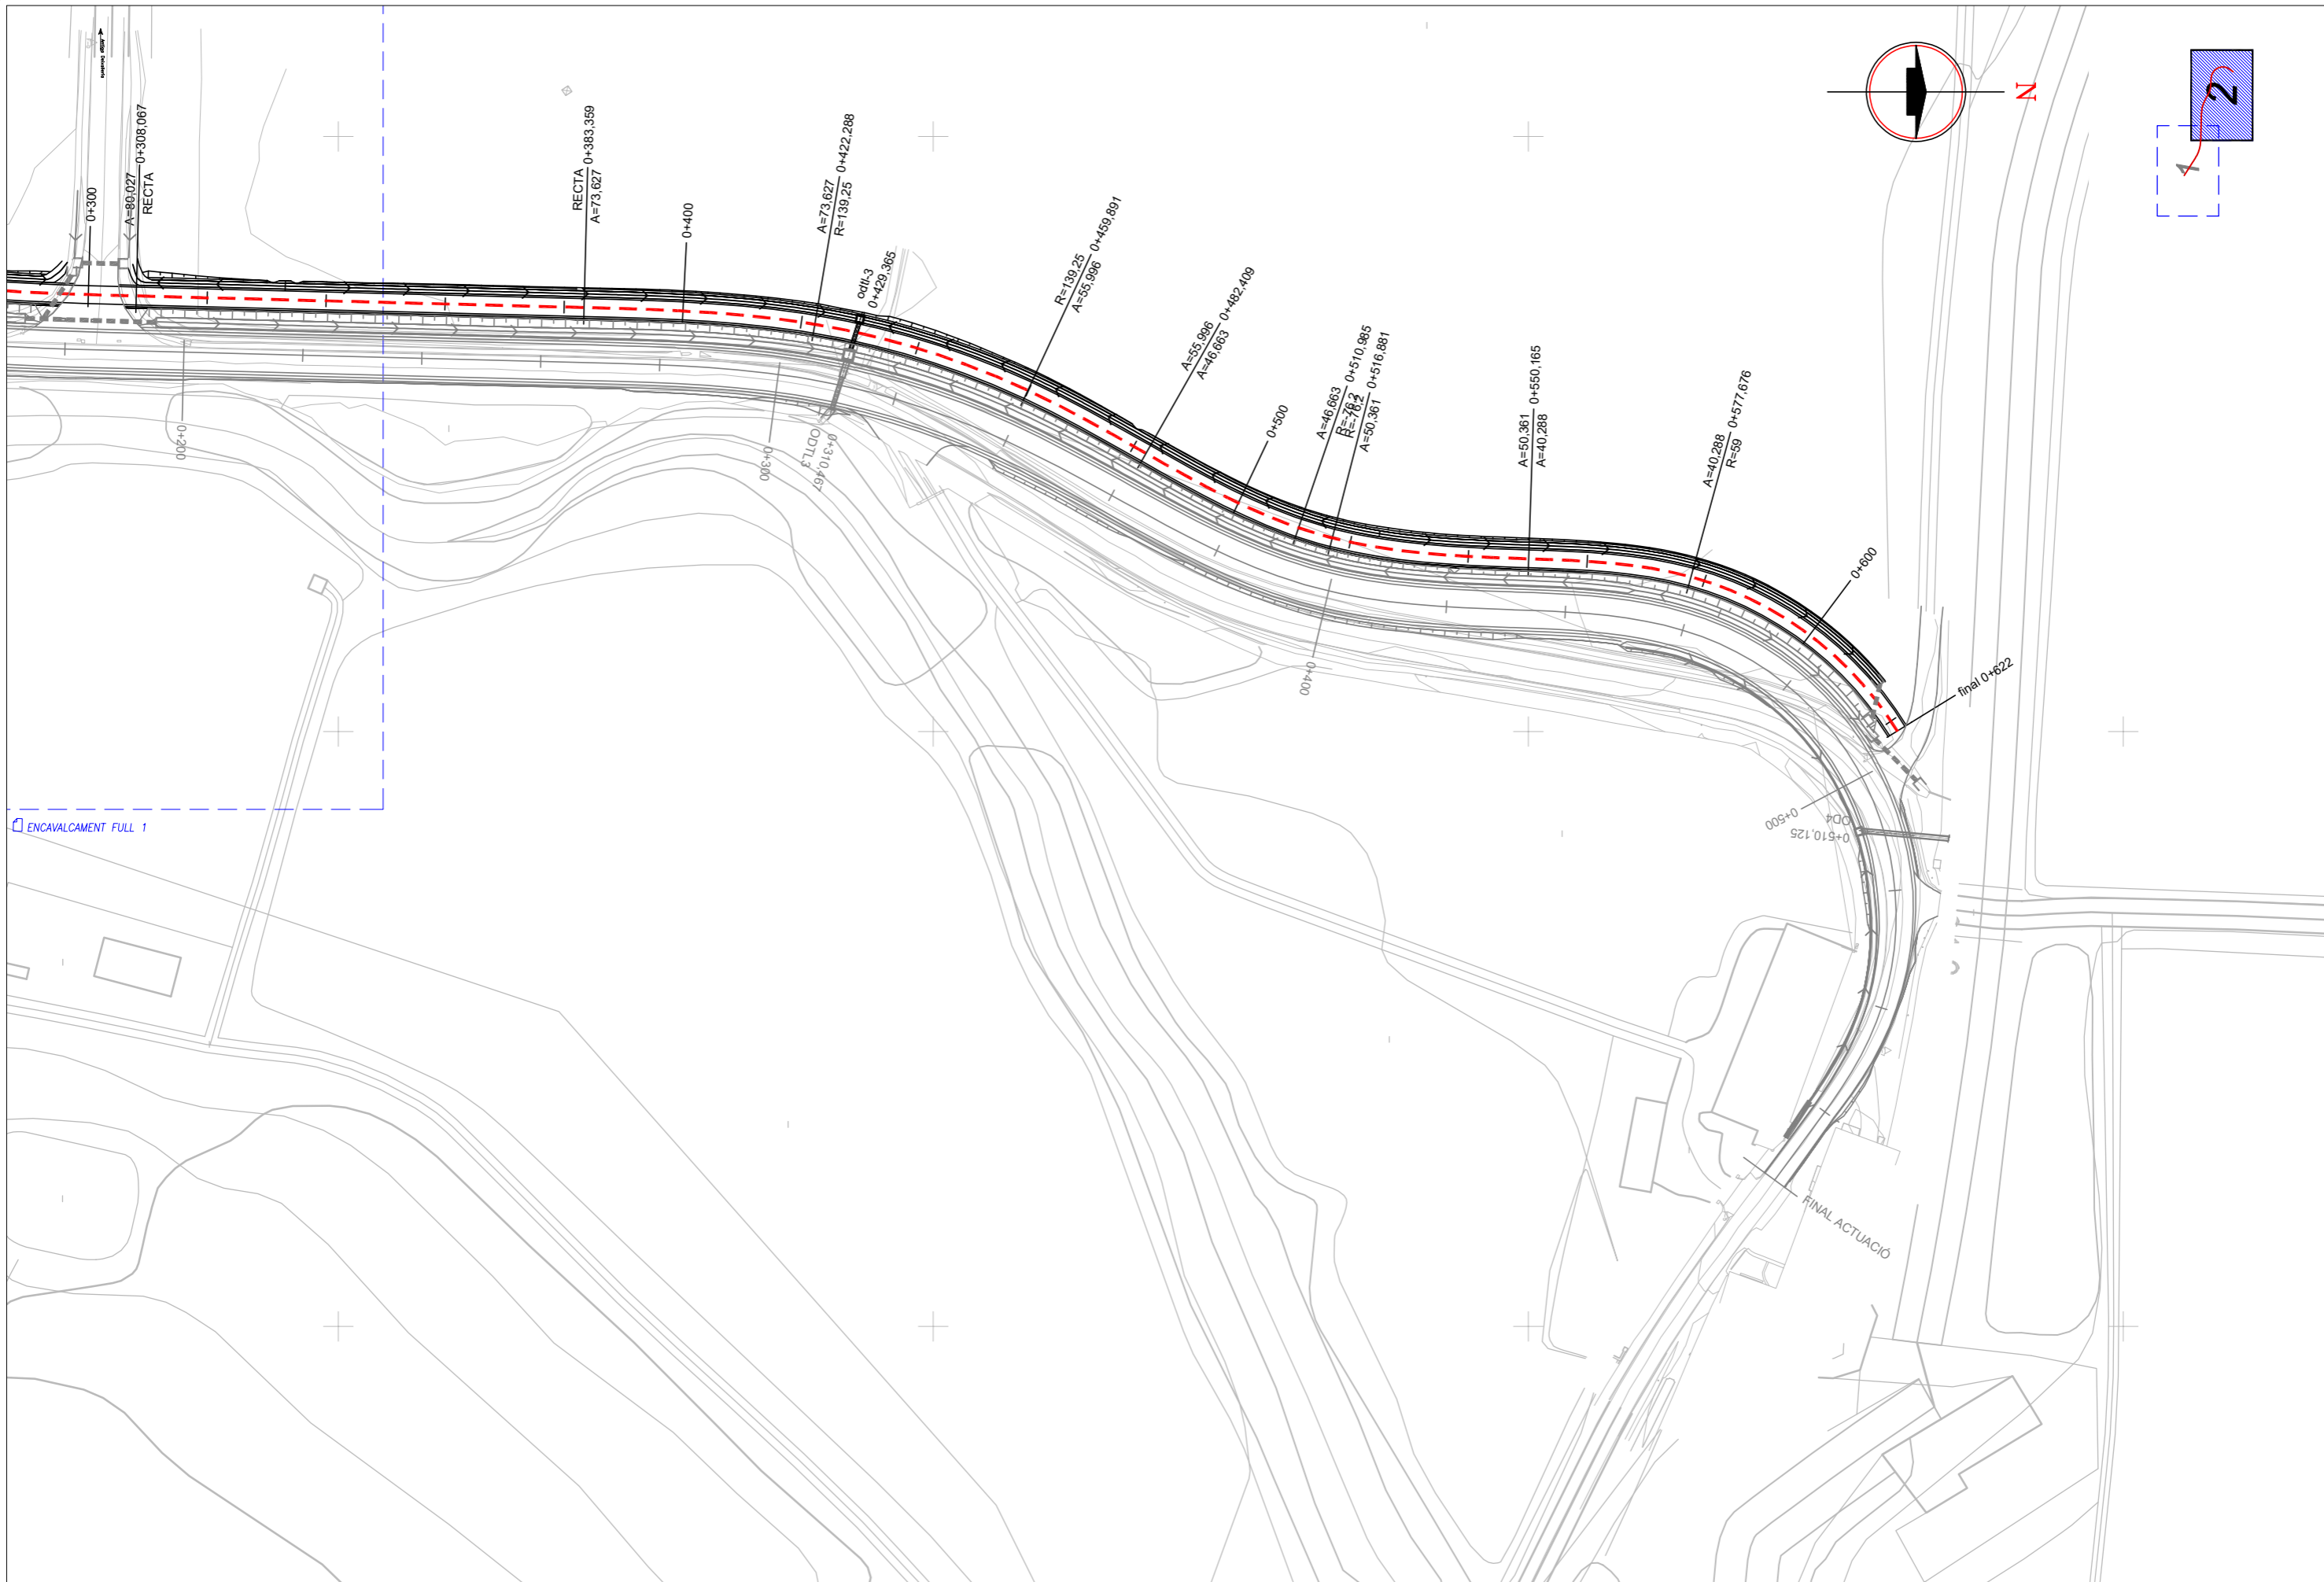 Antiga Deixalleria
0+300
A=80,027
0+308,067
RECTA
RECTA
0+383,359
A=73,627
0+400
A=73,627
0+422,288
R=139,25
odtl-3
0+429,365
R=139,25
0+459,891
A=55,996
A=55,996
0+482,409
A=46,663
0+500
A=46,663
0+510,985
R=-76,2
R=-76,2
0+516,881
A=50,361
A=50,361
0+550,165
A=40,288
A=40,288
0+577,676
R=59
0+600
final 0+622
N
2
1
0+200
0+300
ODTL3
0+310,467
0+400
0+500
OD4
0+510,125
ENCAVALCAMENT FULL 1
FINAL ACTUACIÓ